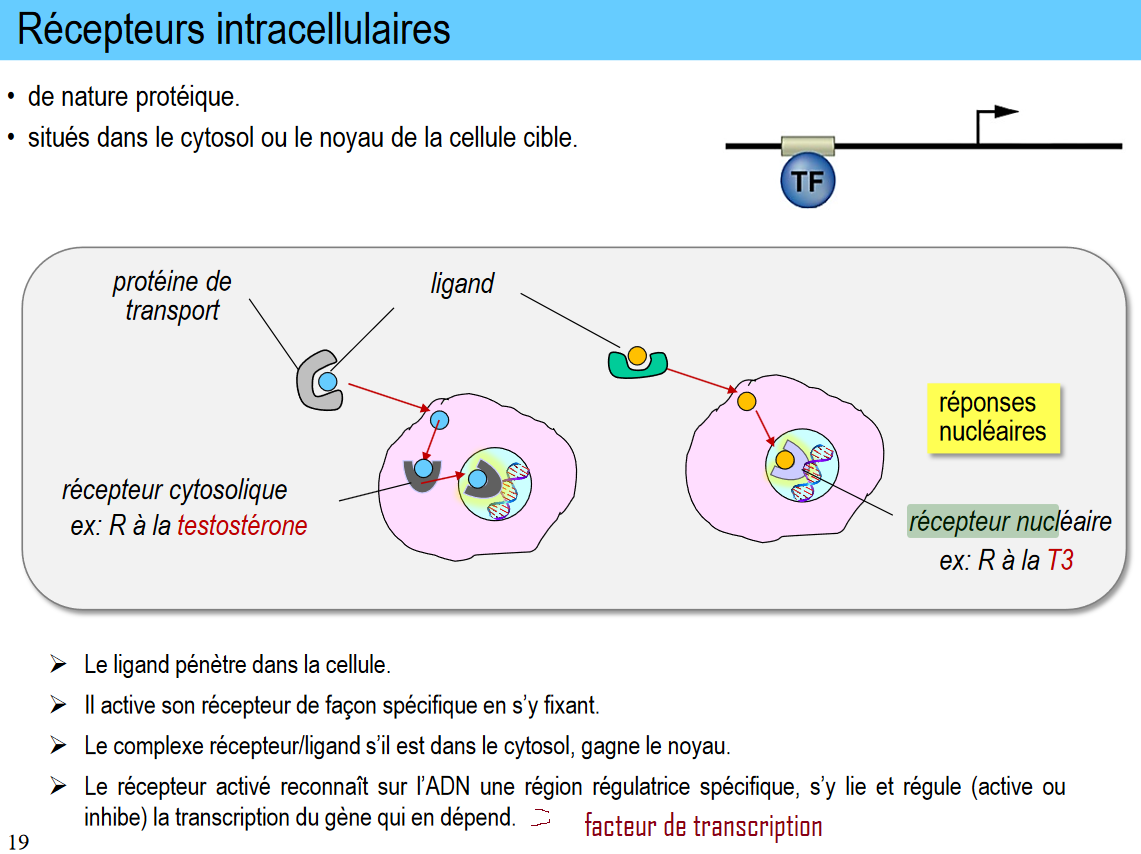 Récepteurs intracellulaires
• de nature protéique.
• situés dans le cytosol ou le noyau de la cellule cible.
TF
protéine de
transport
ligand
réponses
nucléaires
récepteur cytosolique
ex: R à la testostérone
récepteur nucléaire
ex: R à la T3
➢ Le ligand pénètre dans la cellule.
➢ Il active son récepteur de façon spécifique en s’y fixant.
➢ Le complexe récepteur/ligand s’il est dans le cytosol, gagne le noyau.
➢ Le récepteur activé reconnaît sur l’ADN une région régulatrice spécifique, s’y lie et régule (active ou
inhibe) la transcription du gène qui en dépend.
facteur de transcription
19